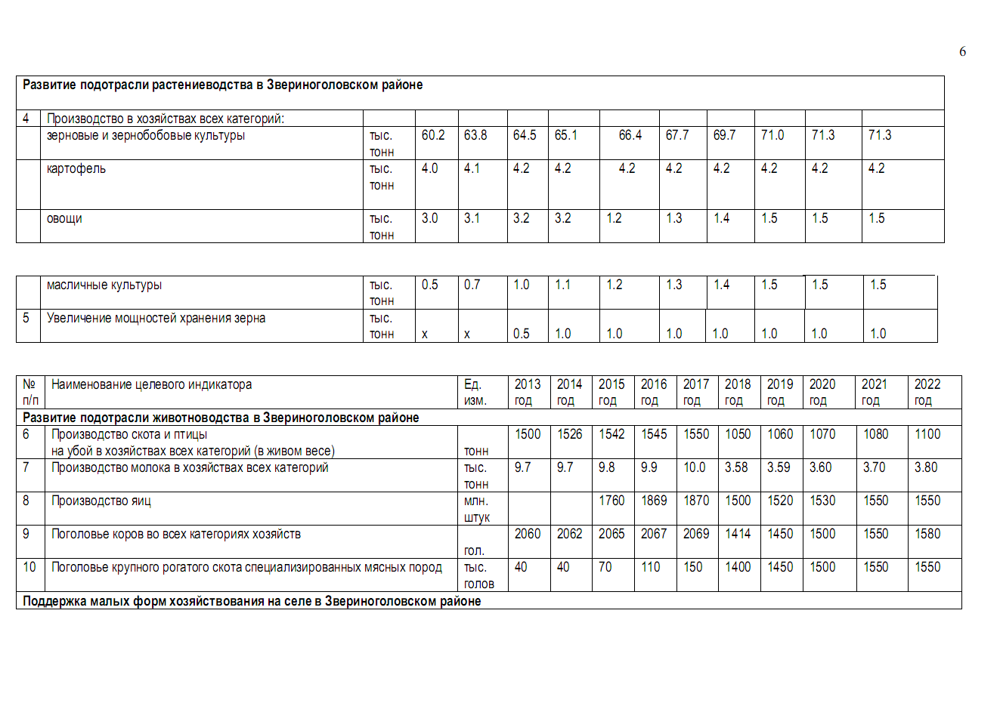 6
Развитие подотрасли растениеводства в Звериноголовском районе
4 Производство в хозяйствах всех категорий:
зерновые и зернобобовые культуры тыс. 60.2 63.8 64.5 65.1 66.4 67.7 69.7 71.0 71.3 71.3
тонн
картофель тыс. 4.0 4.1 4.2 4.2 4.2 4.2 4.2 4.2 4.2 4.2
тонн
овощи тыс. 3.0 3.1 3.2 3.2 1.2 1.3 1.4 1.5 1.5 1.5
тонн
масличные культуры тыс. 0.5 0.7 1.0 1.1 1.2 1.3 1.4 1.5 1.5 1.5
тонн
5 Увеличение мощностей хранения зерна тыс.
тонн х х 0.5 1.0 1.0 1.0 1.0 1.0 1.0 1.0
№ Наименование целевого индикатора Ед. 2013 2014 2015 2016 2017 2018 2019 2020 2021 2022
п/п изм. год год год год год год год год год год
Развитие подотрасли животноводства в Звериноголовском районе
6 Производство скота и птицы 1500 1526 1542 1545 1550 1050 1060 1070 1080 1100
на убой в хозяйствах всех категорий (в живом весе) тонн
7 Производство молока в хозяйствах всех категорий тыс. 9.7 9.7 9.8 9.9 10.0 3.58 3.59 3.60 3.70 3.80
тонн
8 Производство яиц млн. 1760 1869 1870 1500 1520 1530 1550 1550
штук
9 Поголовье коров во всех категориях хозяйств 2060 2062 2065 2067 2069 1414 1450 1500 1550 1580
гол.
10 Поголовье крупного рогатого скота специализированных мясных пород тыс. 40 40 70 110 150 1400 1450 1500 1550 1550
голов
Поддержка малых форм хозяйствования на селе в Звериноголовском районе